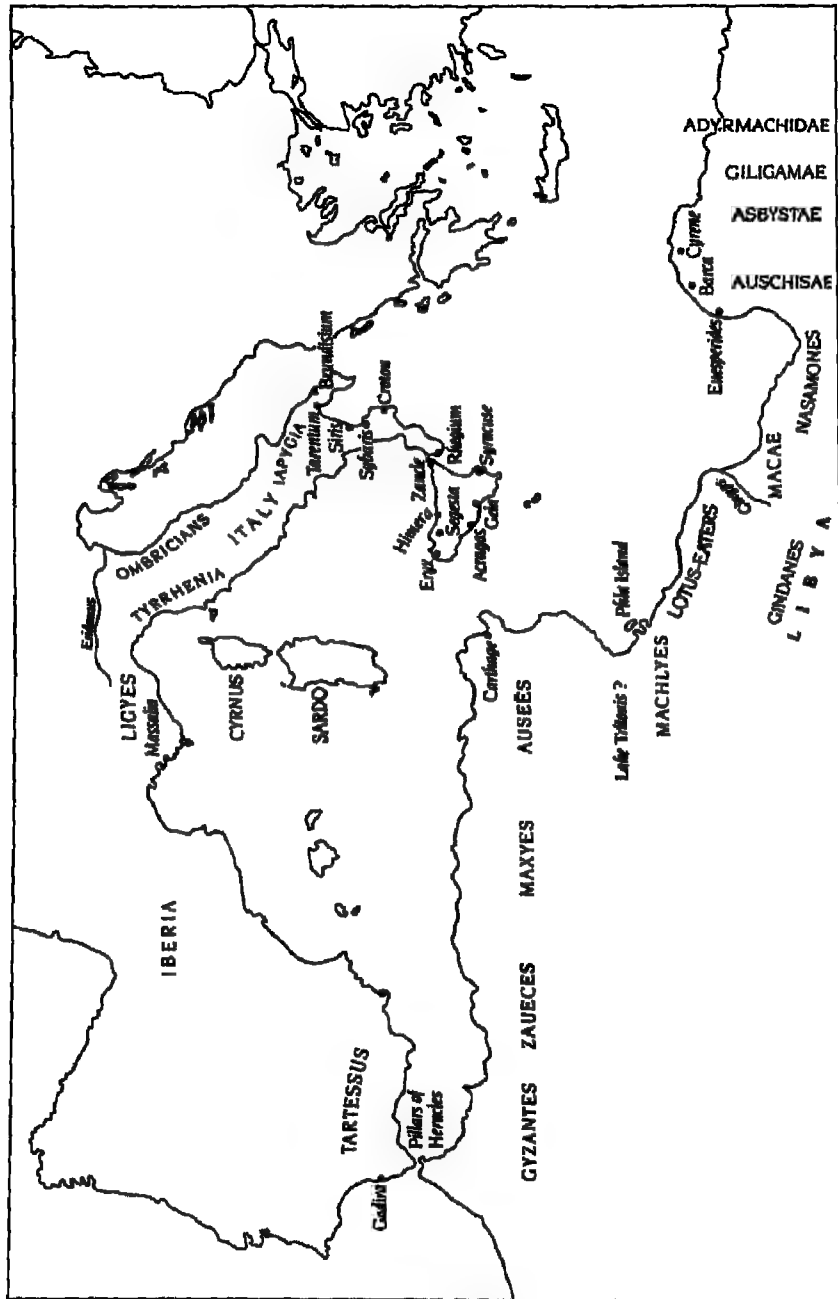 IBERIA
TARTESSUS
Gadira
Pillars of
Heracles
LIGYES
Massalia
CYRNUS
SARDO
OMBRICIANS
TYRRHENIA
ITALY
IAPYGIA
Brundisium
Tarentum
Siris
Sybaris
Croton
Rhegium
Zancle
Himera
Eryx
Segesta
Acragas
Gela
Syracuse
Carthage
GYZANTES
ZAUECES
MAXYES
AUSEËS
Lake Tritonis ?
MACHLYES
Phla Island
LOTUS-EATERS
GINDANES
LIBYA
MACAE
NASAMONES
Euesperides
Barca
Cyrene
AUSCHISAE
ASBYSTAE
GILIGAMAE
ADYRMACHIDAE